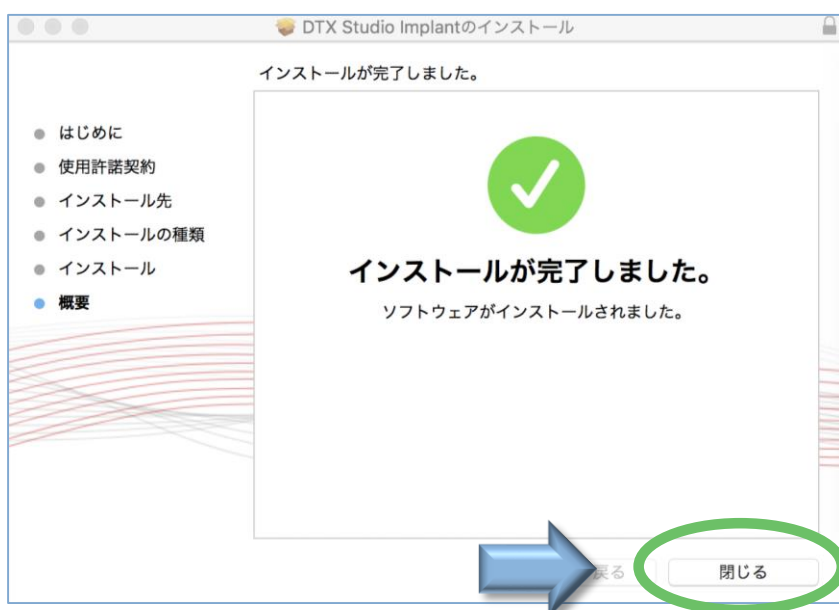 DTX Studio Implantのインストール
インストールが完了しました。
はじめに
使用許諾契約
インストール先
インストールの種類
インストール
概要
インストールが完了しました。
ソフトウェアがインストールされました。
戻る
閉じる